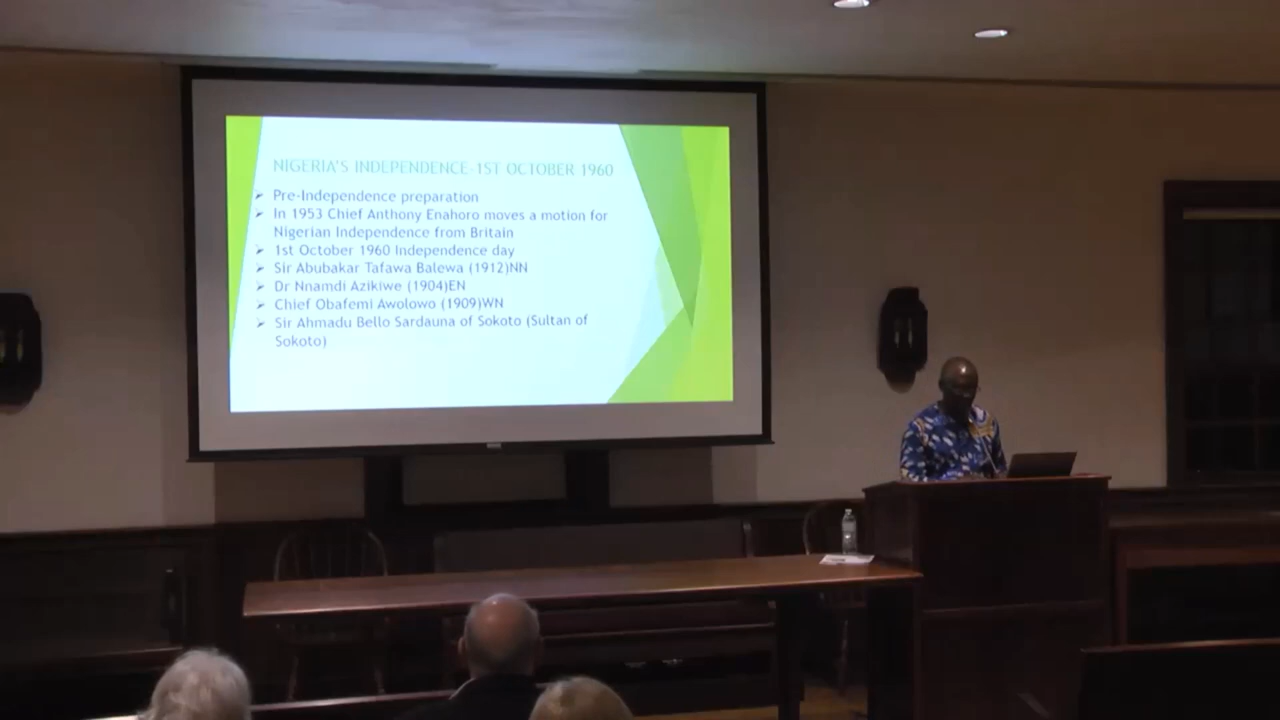 NIGERIA'S INDEPENDENCE-1ST OCTOBER 1960
➢ Pre-Independence preparation
➢ In 1953 Chief Anthony Enahoro moves a motion for
Nigerian Independence from Britain
➢ 1st October 1960 Independence day
➢ Sir Abubakar Tafawa Balewa (1912)NN
➢ Dr Nnamdi Azikiwe (1904)EN
➢ Chief Obafemi Awolowo (1909)WN
➢ Sir Ahmadu Bello Sardauna of Sokoto (Sultan of
Sokoto)